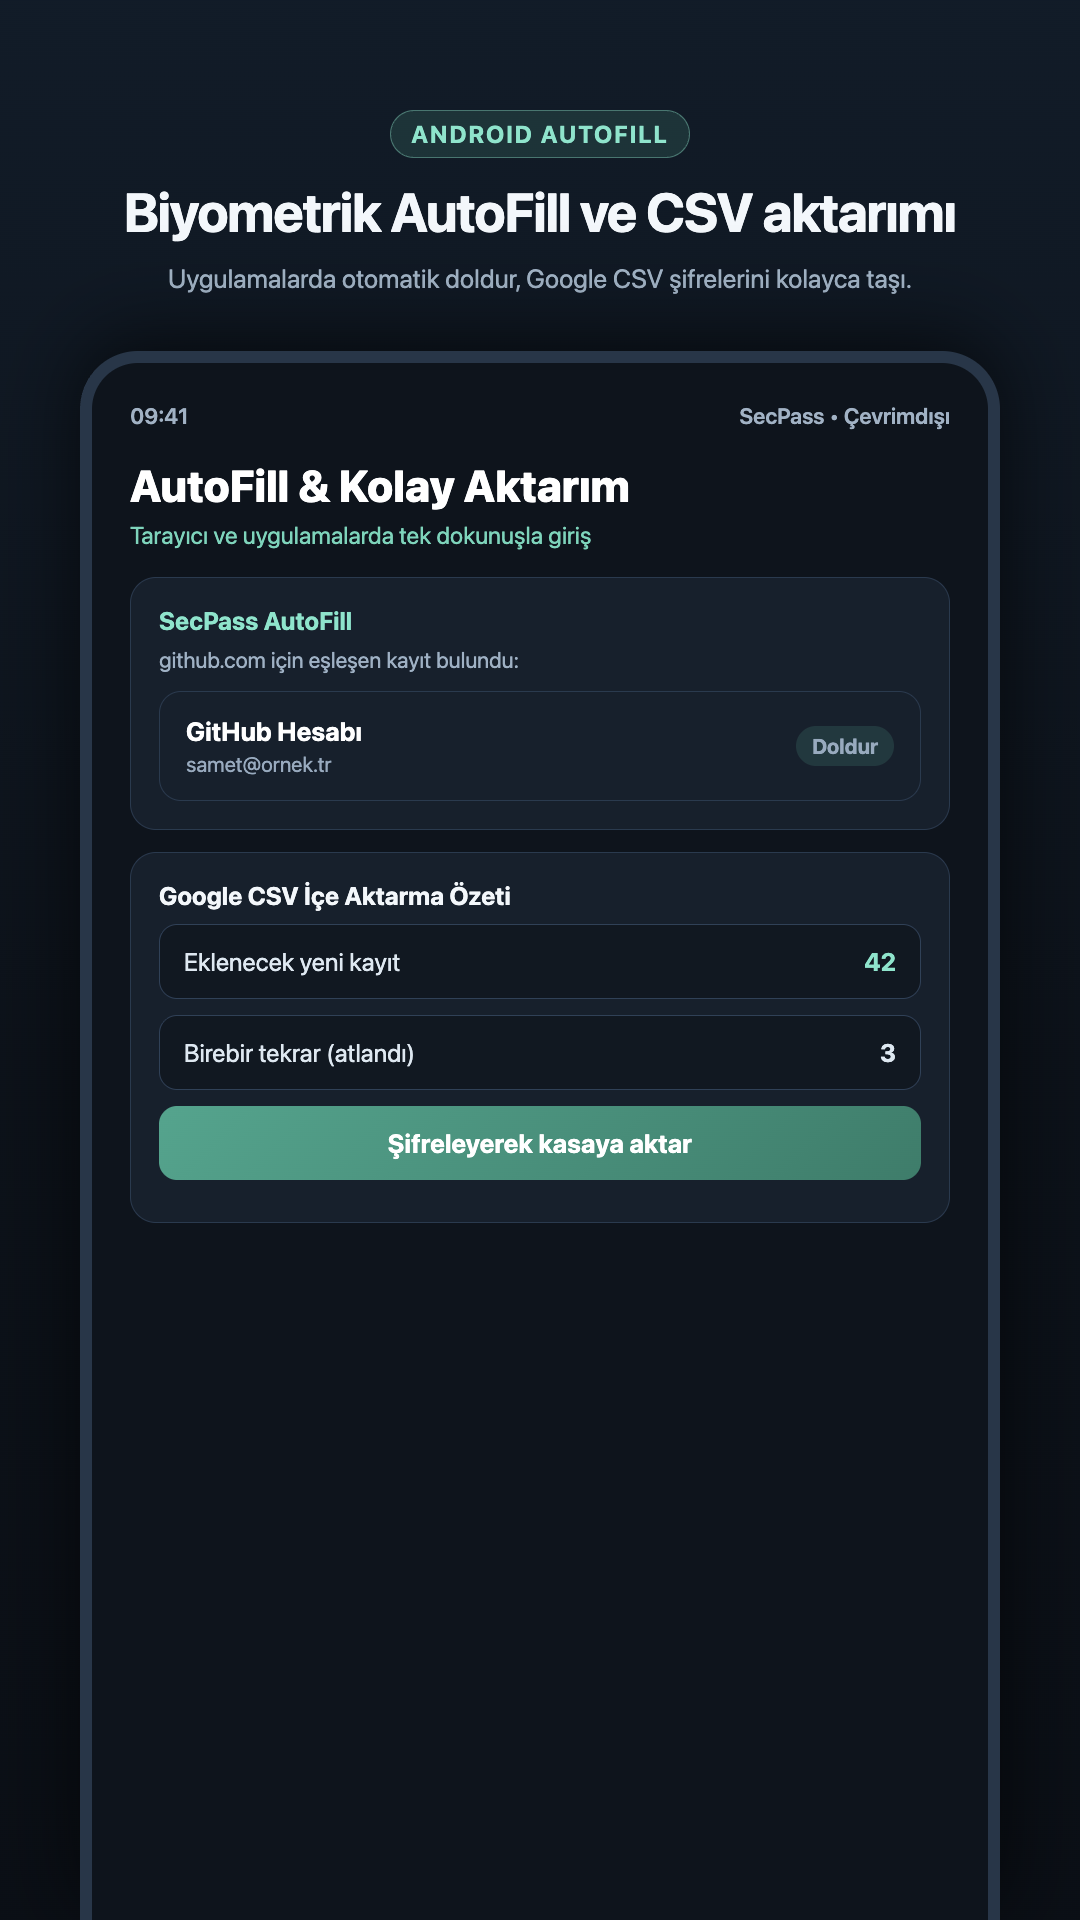 ANDROID AUTOFILL
Biyometrik AutoFill ve CSV aktarımı
Uygulamalarda otomatik doldur, Google CSV şifrelerini kolayca taşı.
09:41
SecPass • Çevrimdışı
AutoFill & Kolay Aktarım
Tarayıcı ve uygulamalarda tek dokunuşla giriş
SecPass AutoFill
github.com için eşleşen kayıt bulundu:
GitHub Hesabı
samet@ornek.tr
Doldur
Google CSV İçe Aktarma Özeti
Eklenecek yeni kayıt
42
Birebir tekrar (atlandı)
3
Şifreleyerek kasaya aktar